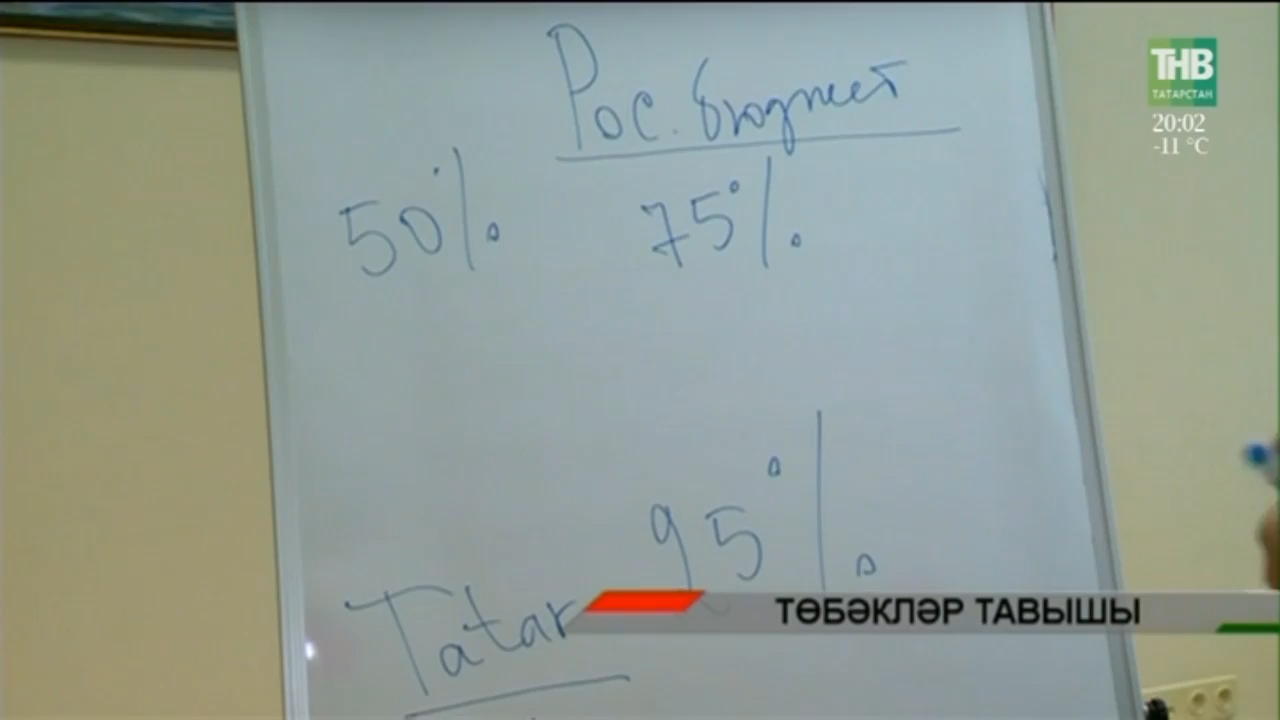 Рос. бюджет
50% 75%
95%
Tatar
ТНВ
ТАТАРСТАН
20:02
-11 °C
ТӨБӘКЛӘР ТАВЫШЫ